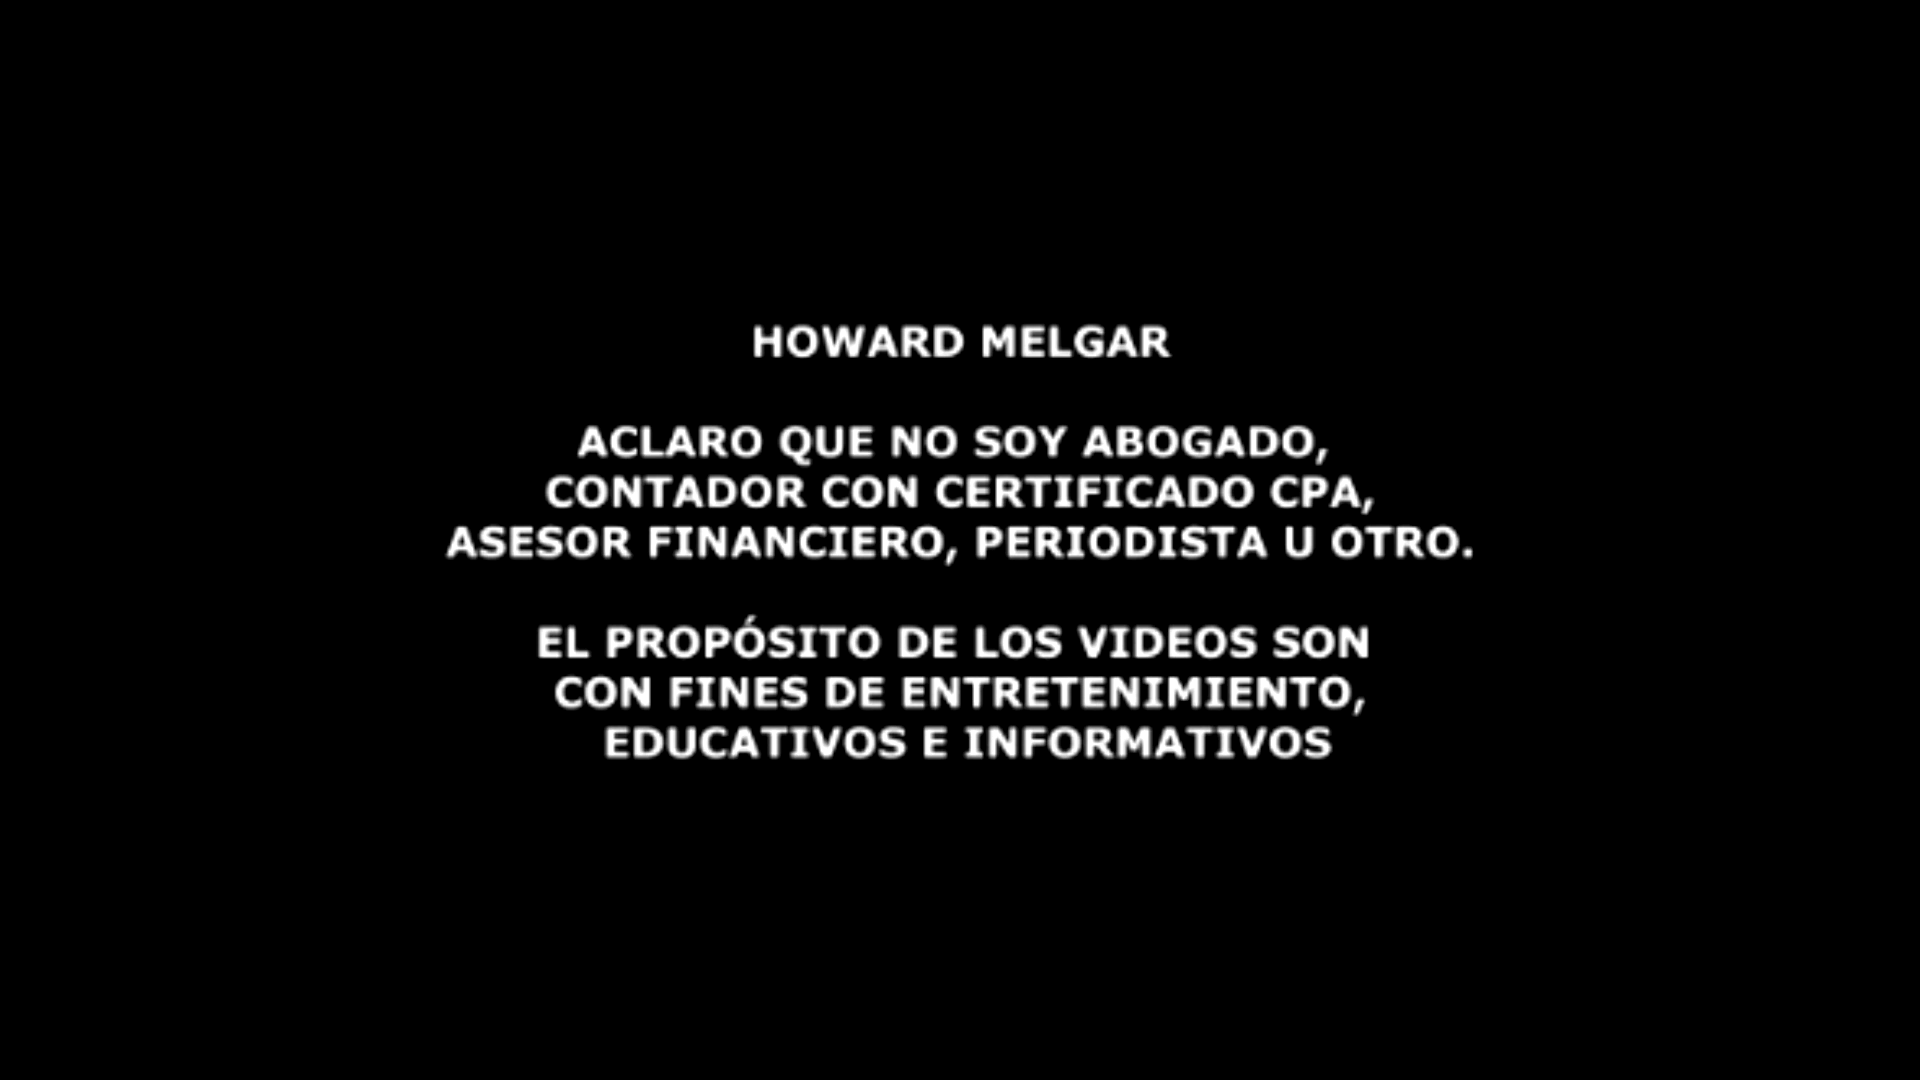 HOWARD MELGAR
ACLARO QUE NO SOY ABOGADO,
CONTADOR CON CERTIFICADO CPA,
ASESOR FINANCIERO, PERIODISTA U OTRO.
EL PROPÓSITO DE LOS VIDEOS SON
CON FINES DE ENTRETENIMIENTO,
EDUCATIVOS E INFORMATIVOS